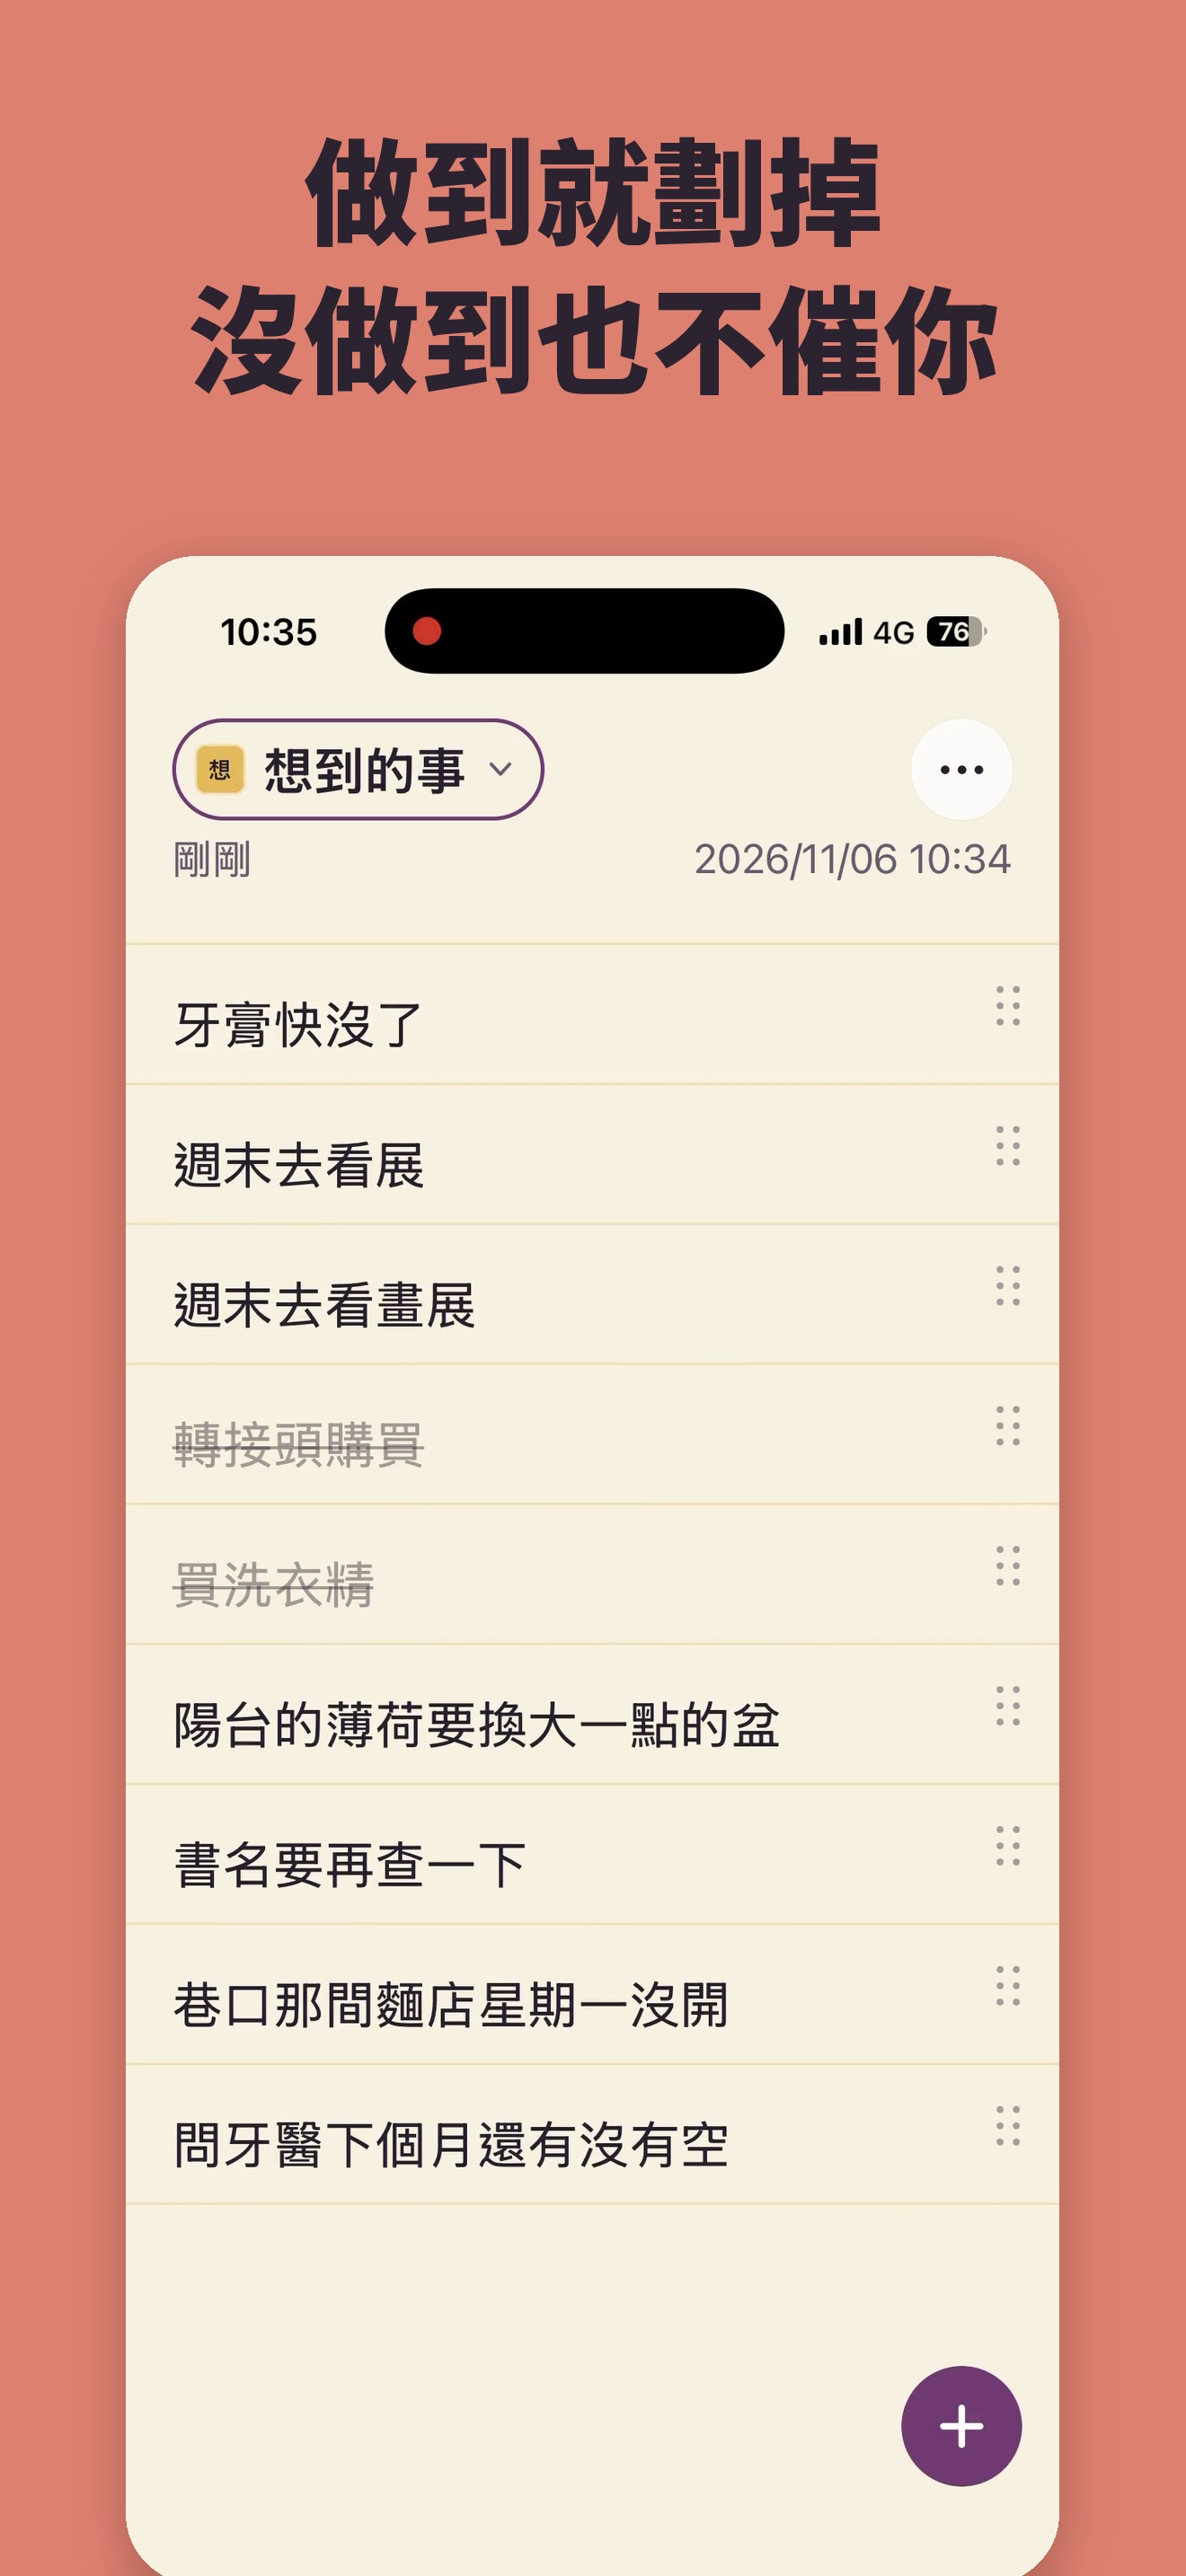 做到就劃掉
沒做到也不催你
10:35
4G 76
想 想到的事
剛剛 2026/11/06 10:34
牙膏快沒了
週末去看展
週末去看畫展
轉接頭購買
買洗衣精
陽台的薄荷要換大一點的盆
書名要再查一下
巷口那間麵店星期一沒開
問牙醫下個月還有沒有空